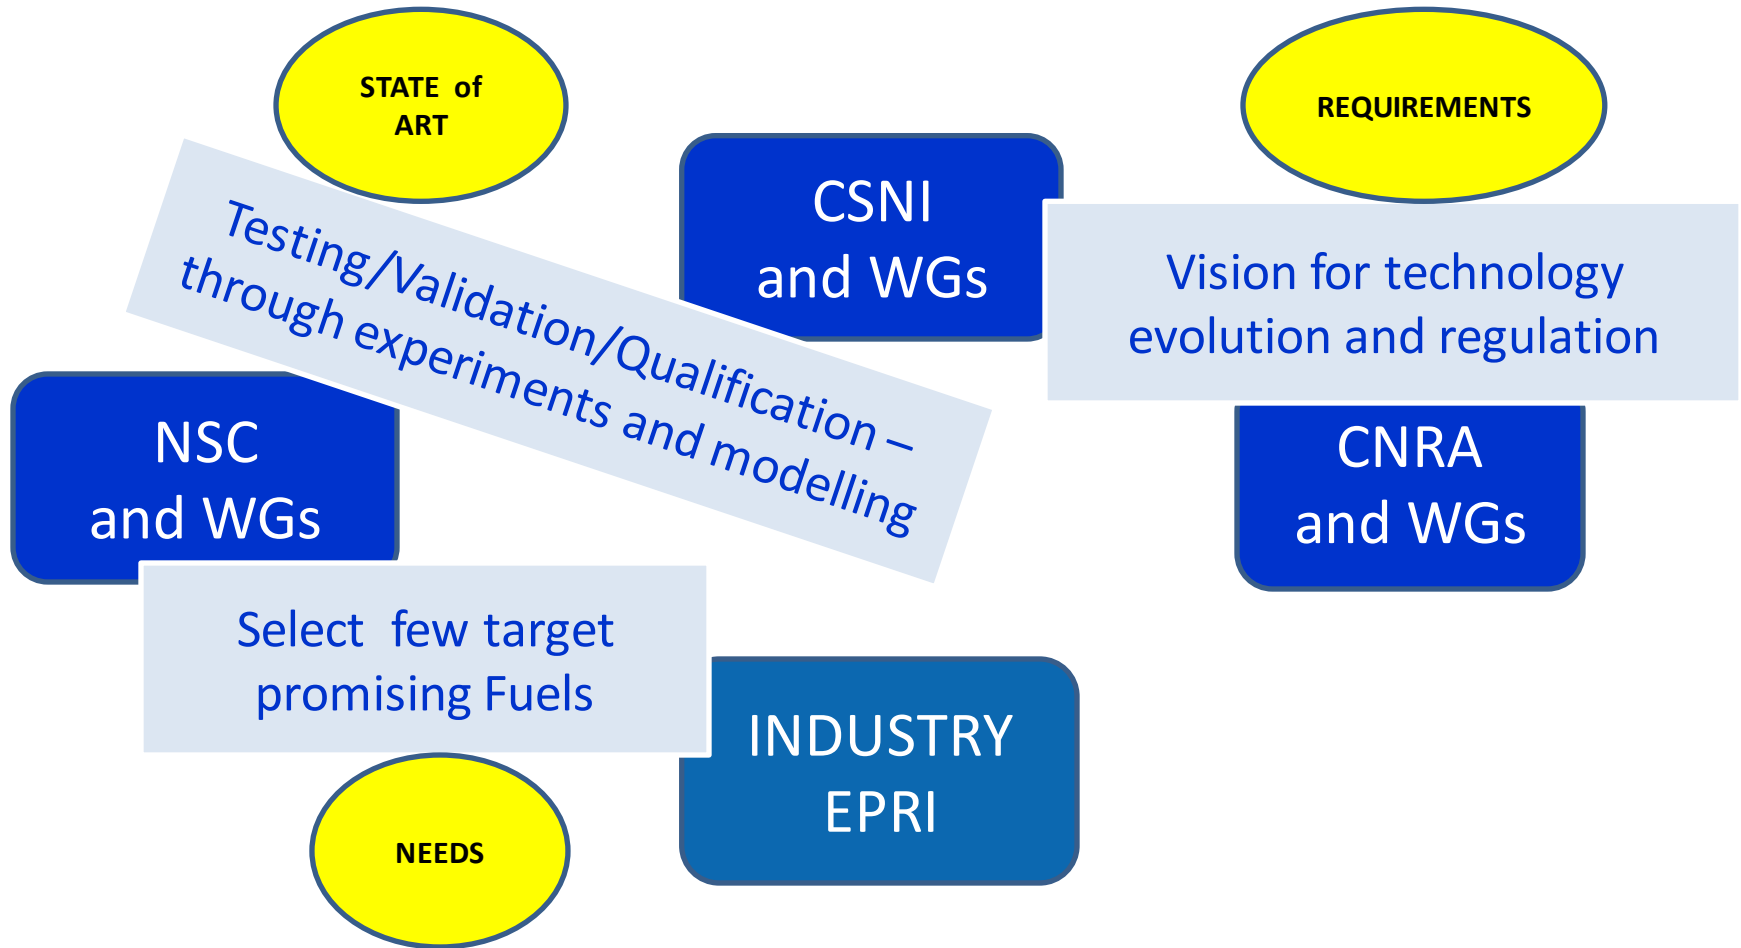 STATE of
ART
REQUIREMENTS
CSNI
and WGs
Testing/Validation/Qualification –
through experiments and modelling
Vision for technology
evolution and regulation
NSC
and WGs
CNRA
and WGs
Select few target
promising Fuels
INDUSTRY
EPRI
NEEDS